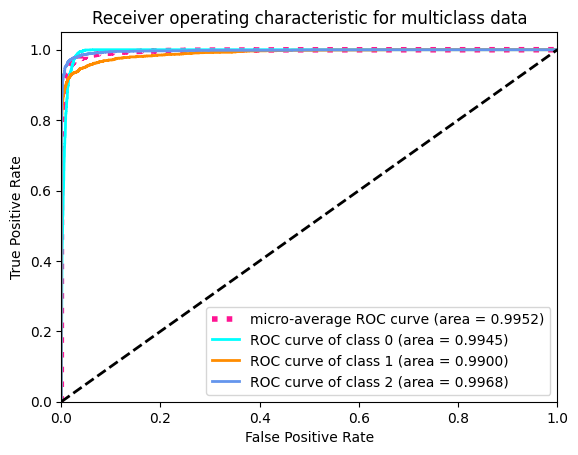 Receiver operating characteristic for multiclass data
1.0
0.8
0.6
0.4
0.2
0.0
True Positive Rate
micro-average ROC curve (area = 0.9952)
ROC curve of class 0 (area = 0.9945)
ROC curve of class 1 (area = 0.9900)
ROC curve of class 2 (area = 0.9968)
0.0 0.2 0.4 0.6 0.8 1.0
False Positive Rate